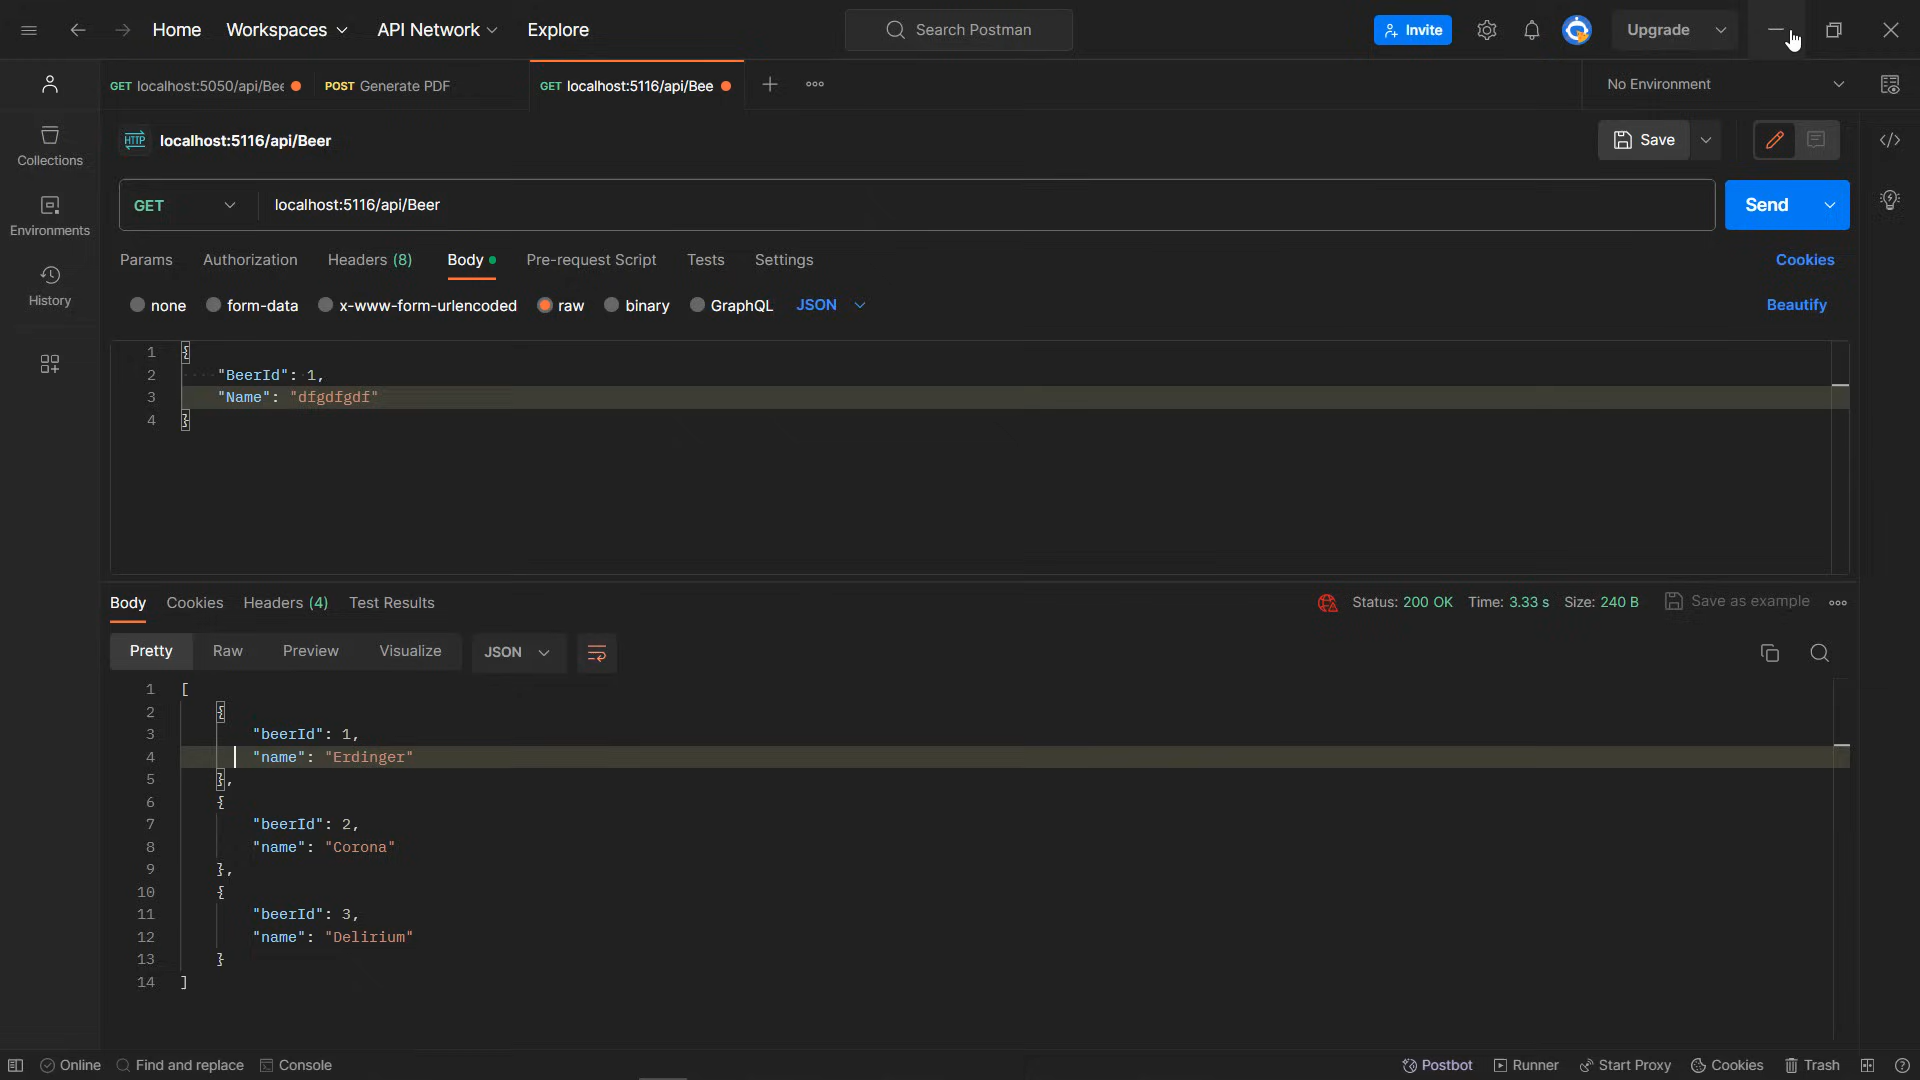 Home Workspaces API Network Explore Search Postman Invite Upgrade
GET localhost:5050/api/Bee POST Generate PDF GET localhost:5116/api/Bee No Environment
HTTP localhost:5116/api/Beer Save
Collections
GET localhost:5116/api/Beer Send
Environments
Params Authorization Headers (8) Body Pre-request Script Tests Settings Cookies
History
none form-data x-www-form-urlencoded raw binary GraphQL JSON Beautify
1 {
2 "BeerId": 1,
3 "Name": "dfgdfgdf"
4 }
Body Cookies Headers (4) Test Results Status: 200 OK Time: 3.33 s Size: 240 B Save as example
Pretty Raw Preview Visualize JSON
1 [
2 {
3 "beerId": 1,
4 "name": "Erdinger"
5 },
6 {
7 "beerId": 2,
8 "name": "Corona"
9 },
10 {
11 "beerId": 3,
12 "name": "Delirium"
13 }
14 ]
Online Find and replace Console Postbot Runner Start Proxy Cookies Trash